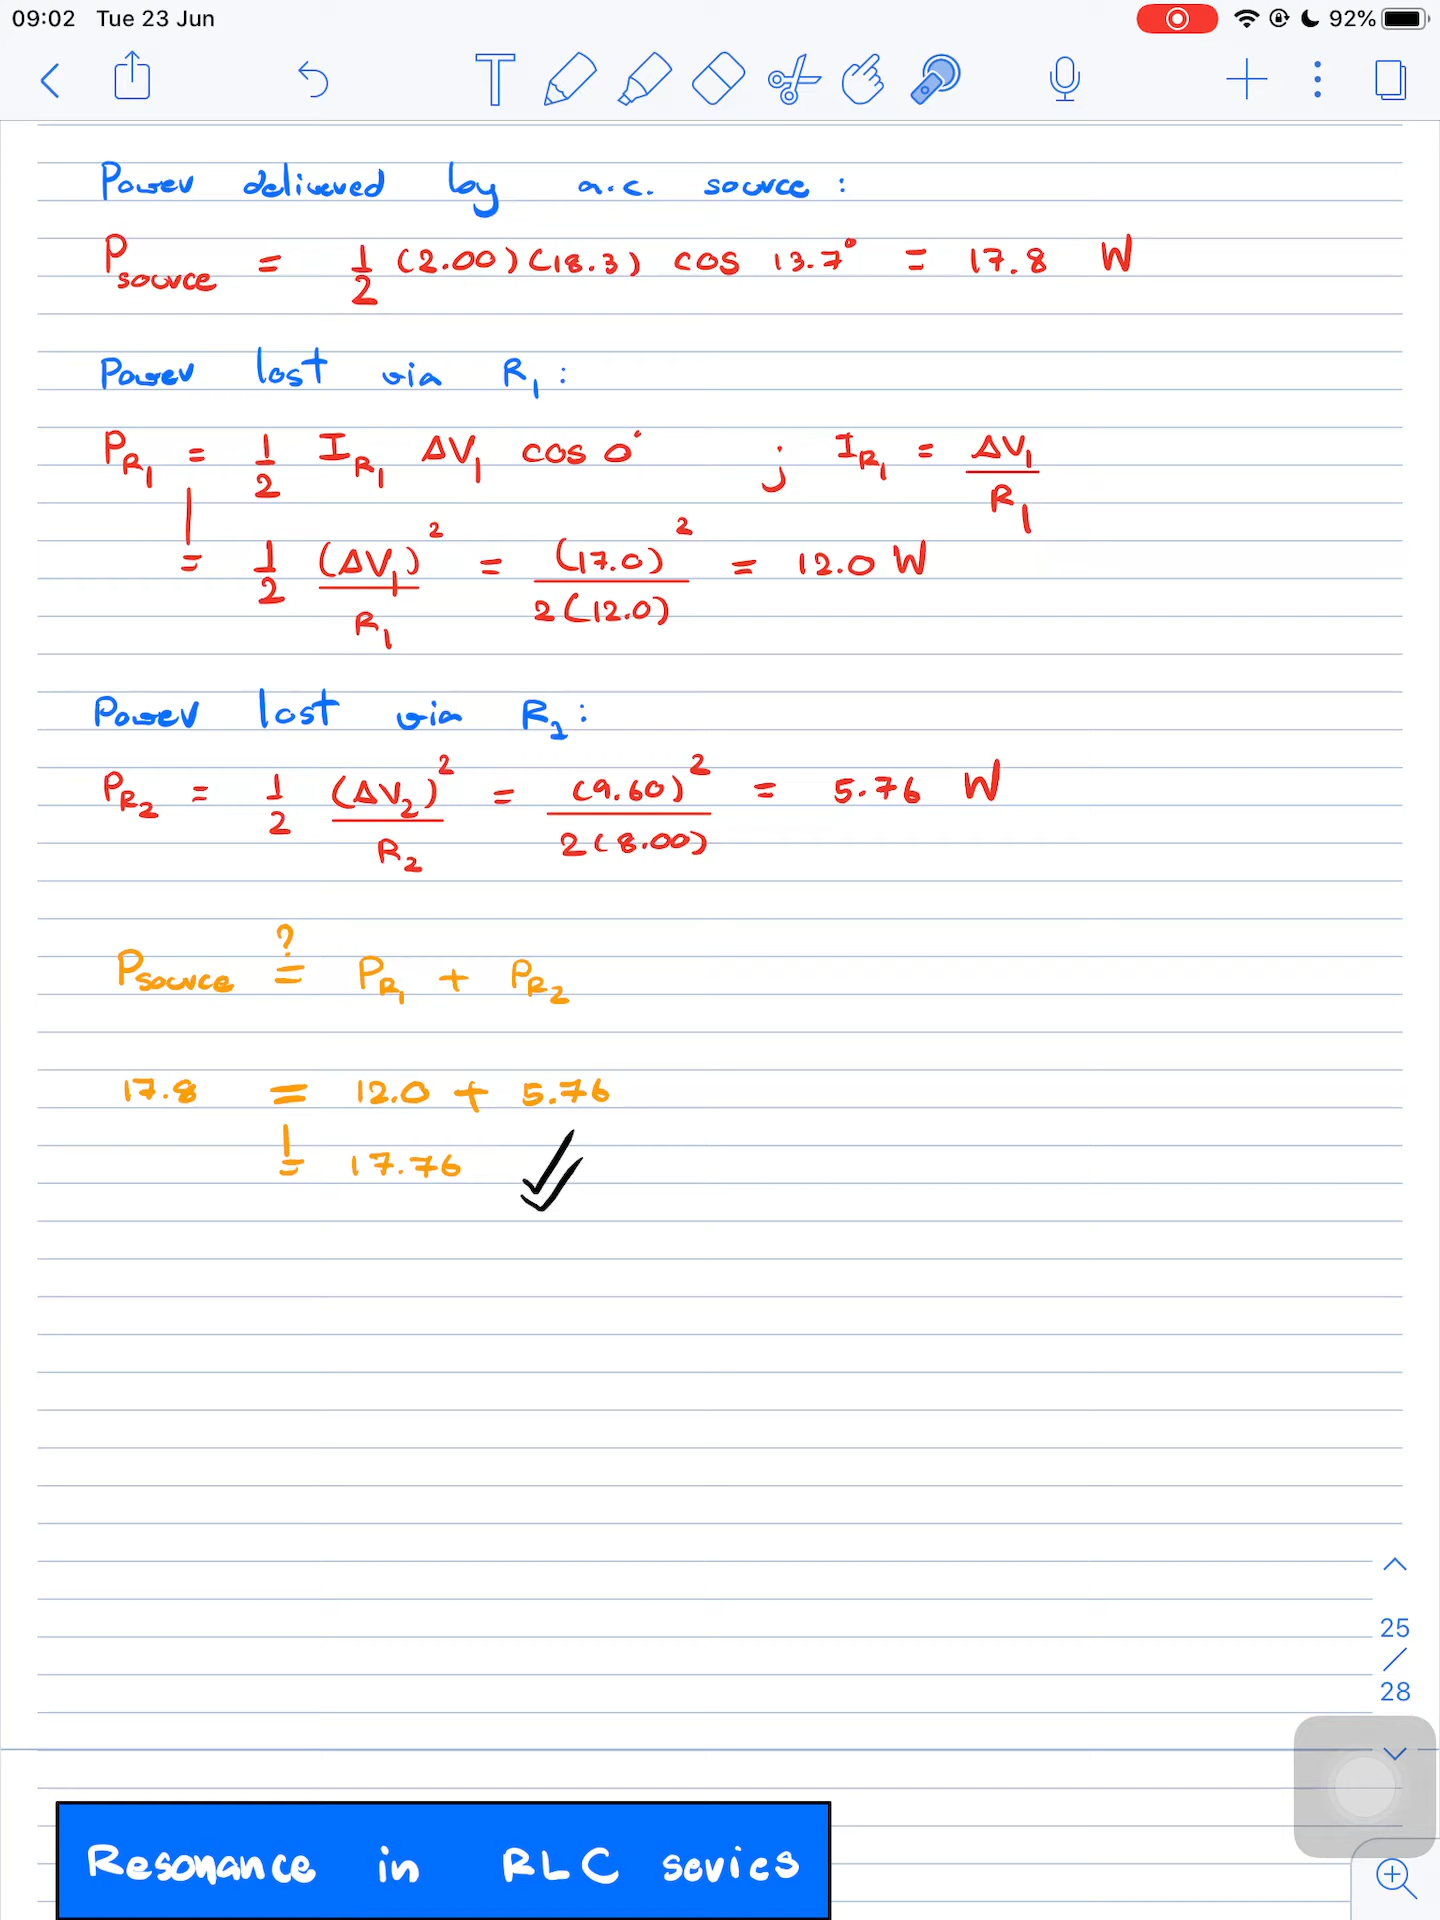 09:02 Tue 23 Jun 92%
Power delivered by a.c. source :
P_source = 1/2 (2.00)(18.3) cos 13.7° = 17.8 W
Power lost via R₁ :
P_R₁ = 1/2 I_R₁ ΔV₁ cos 0° ; I_R₁ = ΔV₁/R₁
= 1/2 (ΔV₁)²/R₁ = (17.0)²/2(12.0) = 12.0 W
Power lost via R₂ :
P_R₂ = 1/2 (ΔV₂)²/R₂ = (9.60)²/2(8.00) = 5.76 W
?
P_source = P_R₁ + P_R₂
17.8 = 12.0 + 5.76
= 17.76
25
/
28
Resonance in RLC series